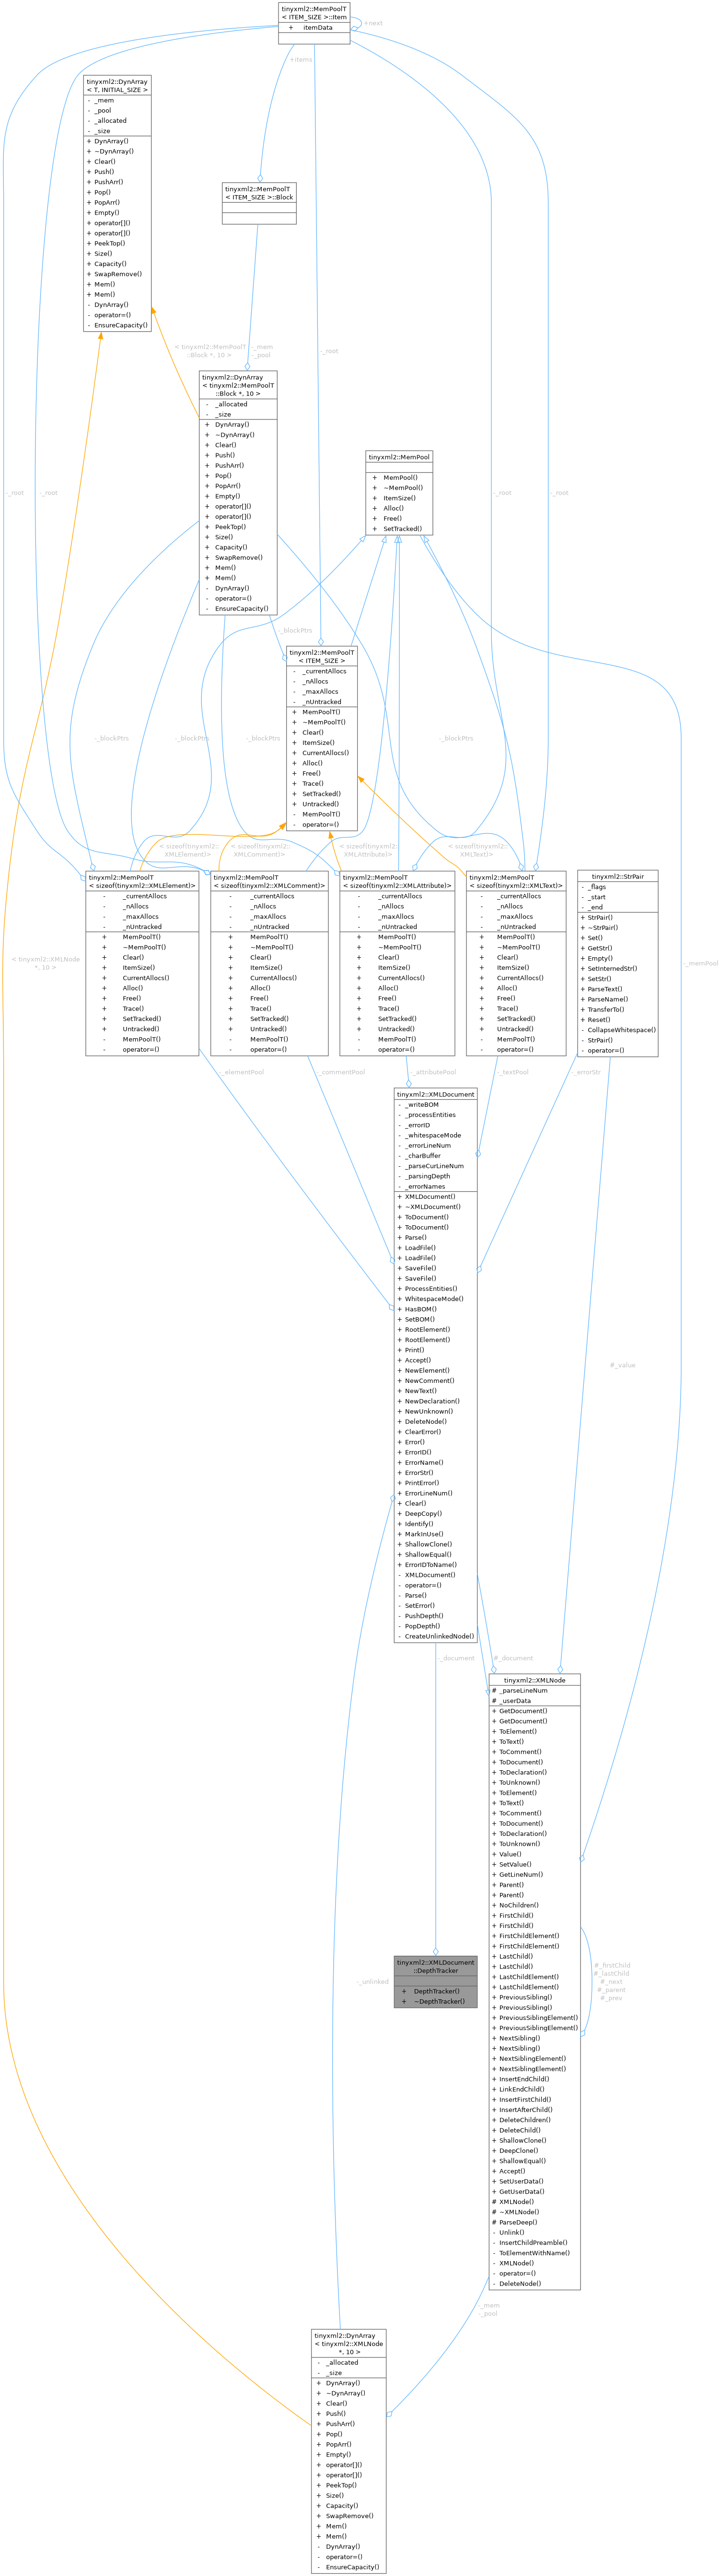 tinyxml2::MemPoolT
< ITEM_SIZE >::Item
+ itemData
+next
+items
tinyxml2::DynArray
< T, INITIAL_SIZE >
- _mem
- _pool
- _allocated
- _size
+ DynArray()
+ ~DynArray()
+ Clear()
+ Push()
+ PushArr()
+ Pop()
+ PopArr()
+ Empty()
+ operator[]()
+ operator[]()
+ PeekTop()
+ Size()
+ Capacity()
+ SwapRemove()
+ Mem()
+ Mem()
- DynArray()
- operator=()
- EnsureCapacity()
tinyxml2::MemPoolT
< ITEM_SIZE >::Block
< tinyxml2::MemPoolT
::Block *, 10 >
-_mem
-_pool
-_root
tinyxml2::DynArray
< tinyxml2::MemPoolT
::Block *, 10 >
- _allocated
- _size
+ DynArray()
+ ~DynArray()
+ Clear()
+ Push()
+ PushArr()
+ Pop()
+ PopArr()
+ Empty()
+ operator[]()
+ operator[]()
+ PeekTop()
+ Size()
+ Capacity()
+ SwapRemove()
+ Mem()
+ Mem()
- DynArray()
- operator=()
- EnsureCapacity()
tinyxml2::MemPool
+ MemPool()
+ ~MemPool()
+ ItemSize()
+ Alloc()
+ Free()
+ SetTracked()
-_root
-_root
-_root
-_root
-_blockPtrs
tinyxml2::MemPoolT
< ITEM_SIZE >
- _currentAllocs
- _nAllocs
- _maxAllocs
- _nUntracked
+ MemPoolT()
+ ~MemPoolT()
+ Clear()
+ ItemSize()
+ CurrentAllocs()
+ Alloc()
+ Free()
+ Trace()
+ SetTracked()
+ Untracked()
- MemPoolT()
- operator=()
-_blockPtrs
-_blockPtrs
-_blockPtrs
-_blockPtrs
< sizeof(tinyxml2::
XMLElement)>
< sizeof(tinyxml2::
XMLComment)>
< sizeof(tinyxml2::
XMLAttribute)>
< sizeof(tinyxml2::
XMLText)>
tinyxml2::MemPoolT
< sizeof(tinyxml2::XMLElement)>
- _currentAllocs
- _nAllocs
- _maxAllocs
- _nUntracked
+ MemPoolT()
+ ~MemPoolT()
+ Clear()
+ ItemSize()
+ CurrentAllocs()
+ Alloc()
+ Free()
+ Trace()
+ SetTracked()
+ Untracked()
- MemPoolT()
- operator=()
tinyxml2::MemPoolT
< sizeof(tinyxml2::XMLComment)>
- _currentAllocs
- _nAllocs
- _maxAllocs
- _nUntracked
+ MemPoolT()
+ ~MemPoolT()
+ Clear()
+ ItemSize()
+ CurrentAllocs()
+ Alloc()
+ Free()
+ Trace()
+ SetTracked()
+ Untracked()
- MemPoolT()
- operator=()
tinyxml2::MemPoolT
< sizeof(tinyxml2::XMLAttribute)>
- _currentAllocs
- _nAllocs
- _maxAllocs
- _nUntracked
+ MemPoolT()
+ ~MemPoolT()
+ Clear()
+ ItemSize()
+ CurrentAllocs()
+ Alloc()
+ Free()
+ Trace()
+ SetTracked()
+ Untracked()
- MemPoolT()
- operator=()
tinyxml2::MemPoolT
< sizeof(tinyxml2::XMLText)>
- _currentAllocs
- _nAllocs
- _maxAllocs
- _nUntracked
+ MemPoolT()
+ ~MemPoolT()
+ Clear()
+ ItemSize()
+ CurrentAllocs()
+ Alloc()
+ Free()
+ Trace()
+ SetTracked()
+ Untracked()
- MemPoolT()
- operator=()
tinyxml2::StrPair
- _flags
- _start
- _end
+ StrPair()
+ ~StrPair()
+ Set()
+ GetStr()
+ Empty()
+ SetInternedStr()
+ SetStr()
+ ParseText()
+ ParseName()
+ TransferTo()
+ Reset()
- CollapseWhitespace()
- StrPair()
- operator=()
< tinyxml2::XMLNode
*, 10 >
-_memPool
-_elementPool
-_commentPool
-_attributePool
-_textPool
-_errorStr
tinyxml2::XMLDocument
- _writeBOM
- _processEntities
- _errorID
- _whitespaceMode
- _errorLineNum
- _charBuffer
- _parseCurLineNum
- _parsingDepth
- _errorNames
+ XMLDocument()
+ ~XMLDocument()
+ ToDocument()
+ ToDocument()
+ Parse()
+ LoadFile()
+ LoadFile()
+ SaveFile()
+ SaveFile()
+ ProcessEntities()
+ WhitespaceMode()
+ HasBOM()
+ SetBOM()
+ RootElement()
+ RootElement()
+ Print()
+ Accept()
+ NewElement()
+ NewComment()
+ NewText()
+ NewDeclaration()
+ NewUnknown()
+ DeleteNode()
+ ClearError()
+ Error()
+ ErrorID()
+ ErrorName()
+ ErrorStr()
+ PrintError()
+ ErrorLineNum()
+ Clear()
+ DeepCopy()
+ Identify()
+ MarkInUse()
+ ShallowClone()
+ ShallowEqual()
+ ErrorIDToName()
- XMLDocument()
- operator=()
- Parse()
- SetError()
- PushDepth()
- PopDepth()
- CreateUnlinkedNode()
#_value
-_document
#_document
tinyxml2::XMLNode
# _parseLineNum
# _userData
+ GetDocument()
+ GetDocument()
+ ToElement()
+ ToText()
+ ToComment()
+ ToDocument()
+ ToDeclaration()
+ ToUnknown()
+ ToElement()
+ ToText()
+ ToComment()
+ ToDocument()
+ ToDeclaration()
+ ToUnknown()
+ Value()
+ SetValue()
+ GetLineNum()
+ Parent()
+ Parent()
+ NoChildren()
+ FirstChild()
+ FirstChild()
+ FirstChildElement()
+ FirstChildElement()
+ LastChild()
+ LastChild()
+ LastChildElement()
+ LastChildElement()
+ PreviousSibling()
+ PreviousSibling()
+ PreviousSiblingElement()
+ PreviousSiblingElement()
+ NextSibling()
+ NextSibling()
+ NextSiblingElement()
+ NextSiblingElement()
+ InsertEndChild()
+ LinkEndChild()
+ InsertFirstChild()
+ InsertAfterChild()
+ DeleteChildren()
+ DeleteChild()
+ ShallowClone()
+ DeepClone()
+ ShallowEqual()
+ Accept()
+ SetUserData()
+ GetUserData()
# XMLNode()
# ~XMLNode()
# ParseDeep()
- Unlink()
- InsertChildPreamble()
- ToElementWithName()
- XMLNode()
- operator=()
- DeleteNode()
#_firstChild
#_lastChild
#_next
#_parent
#_prev
tinyxml2::XMLDocument
::DepthTracker
+ DepthTracker()
+ ~DepthTracker()
-_unlinked
-_mem
-_pool
tinyxml2::DynArray
< tinyxml2::XMLNode
*, 10 >
- _allocated
- _size
+ DynArray()
+ ~DynArray()
+ Clear()
+ Push()
+ PushArr()
+ Pop()
+ PopArr()
+ Empty()
+ operator[]()
+ operator[]()
+ PeekTop()
+ Size()
+ Capacity()
+ SwapRemove()
+ Mem()
+ Mem()
- DynArray()
- operator=()
- EnsureCapacity()